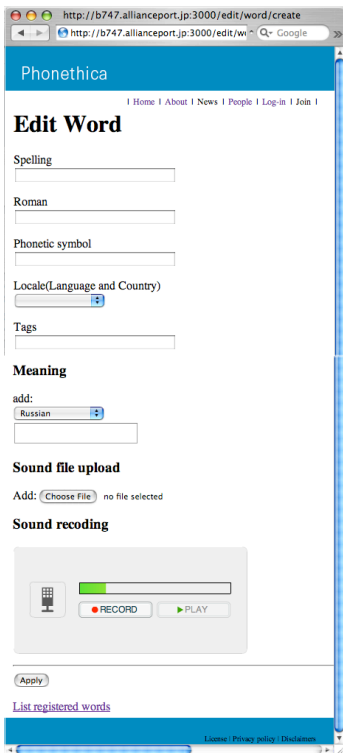 http://b747.allianceport.jp:3000/edit/word/create
http://b747.allianceport.jp:3000/edit/w
Google
Phonethica
| Home | About | News | People | Log-in | Join |
Edit Word
Spelling
Roman
Phonetic symbol
Locale(Language and Country)
Tags
Meaning
add:
Russian
Sound file upload
Add: Choose File no file selected
Sound recoding
RECORD PLAY
Apply
List registered words
License | Privacy policy | Disclaimers